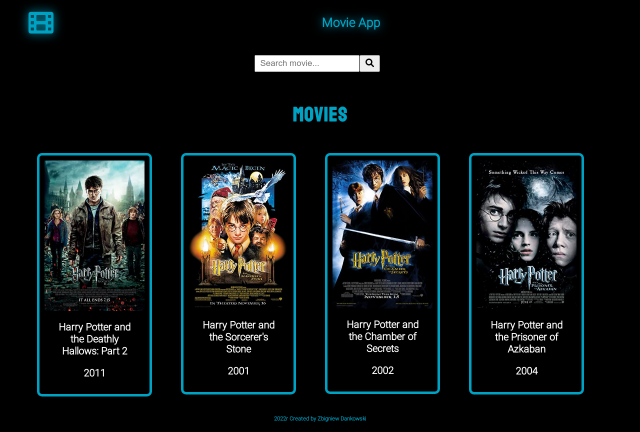 Movie App
Search movie...
MOVIES
Harry Potter
IT ALL ENDS 7.15
Harry Potter and
the Deathly
Hallows: Part 2
2011
Harry Potter
Harry Potter and
the Sorcerer's
Stone
2001
Harry Potter
Harry Potter and
the Chamber of
Secrets
2002
Something Wicked This Way Comes
Harry Potter
Harry Potter and
the Prisoner of
Azkaban
2004
2022r Created by Zbigniew Dankowski